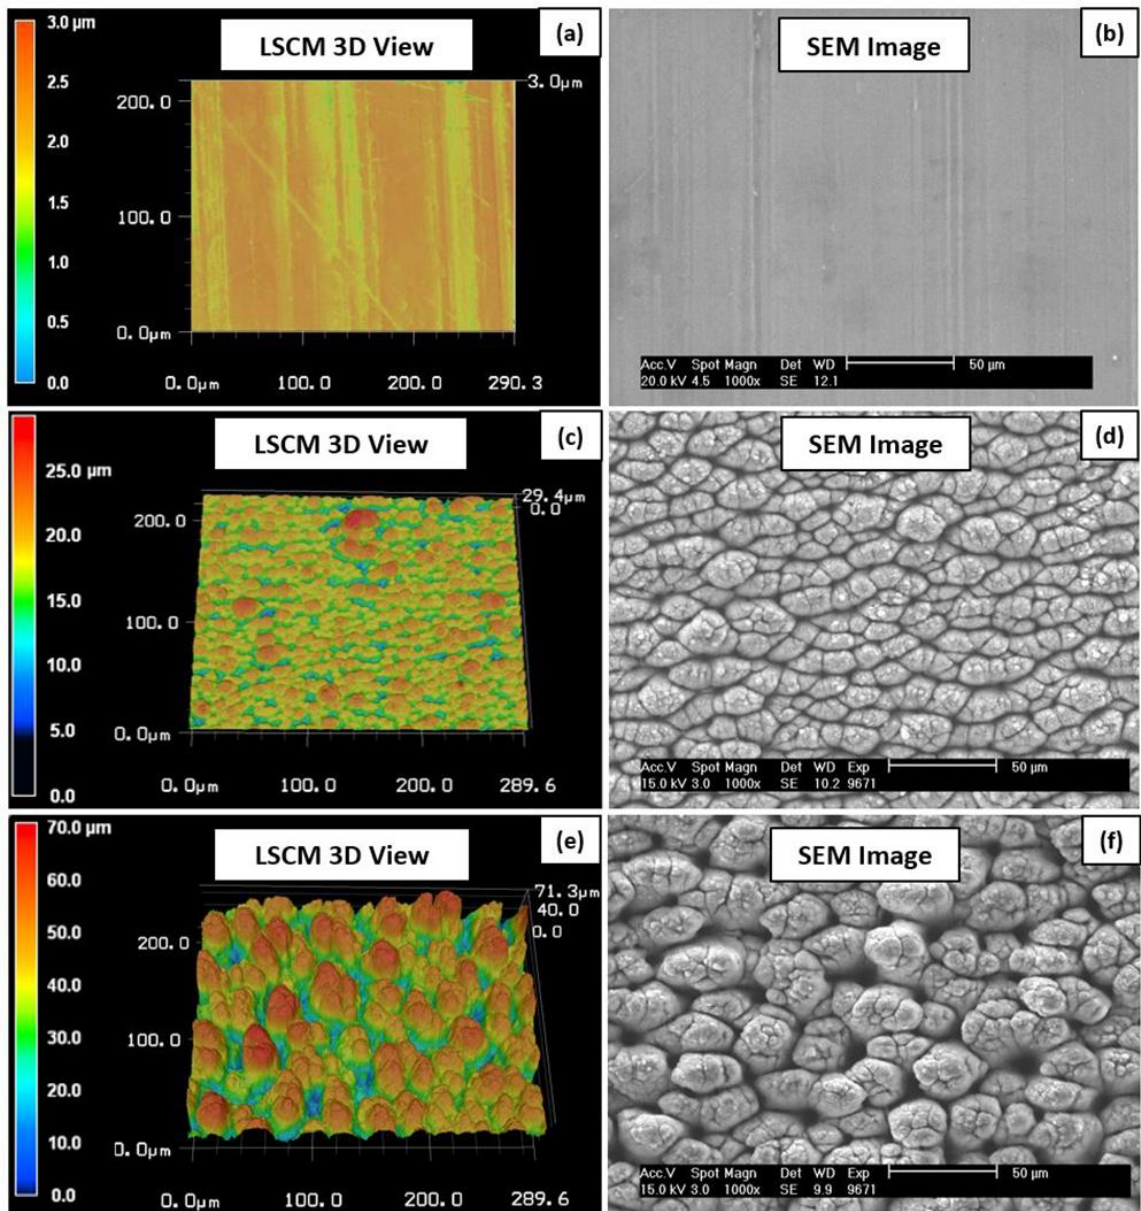 3.0 µm
LSCM 3D View
(a)
3.0µm
2.5
200.0
2.0
1.5
100.0
1.0
0.5
0.0µm
0.0
0.0µm 100.0 200.0 290.3
SEM Image
(b)
Acc.V Spot Magn Det WD 50 µm
20.0 kV 4.5 1000x SE 12.1
LSCM 3D View
(c)
25.0 µm
29.4µm
0.0
200.0
20.0
15.0
100.0
10.0
5.0
0.0µm
0.0
0.0µm 100.0 200.0 289.6
SEM Image
(d)
Acc.V Spot Magn Det WD Exp 50 µm
15.0 kV 3.0 1000x SE 10.2 9671
70.0 µm
LSCM 3D View
(e)
60.0
71.3µm
40.0
0.0
50.0
200.0
40.0
30.0
100.0
20.0
10.0
0.0µm
0.0
0.0µm 100.0 200.0 289.6
SEM Image
(f)
Acc.V Spot Magn Det WD Exp 50 µm
15.0 kV 3.0 1000x SE 9.9 9671